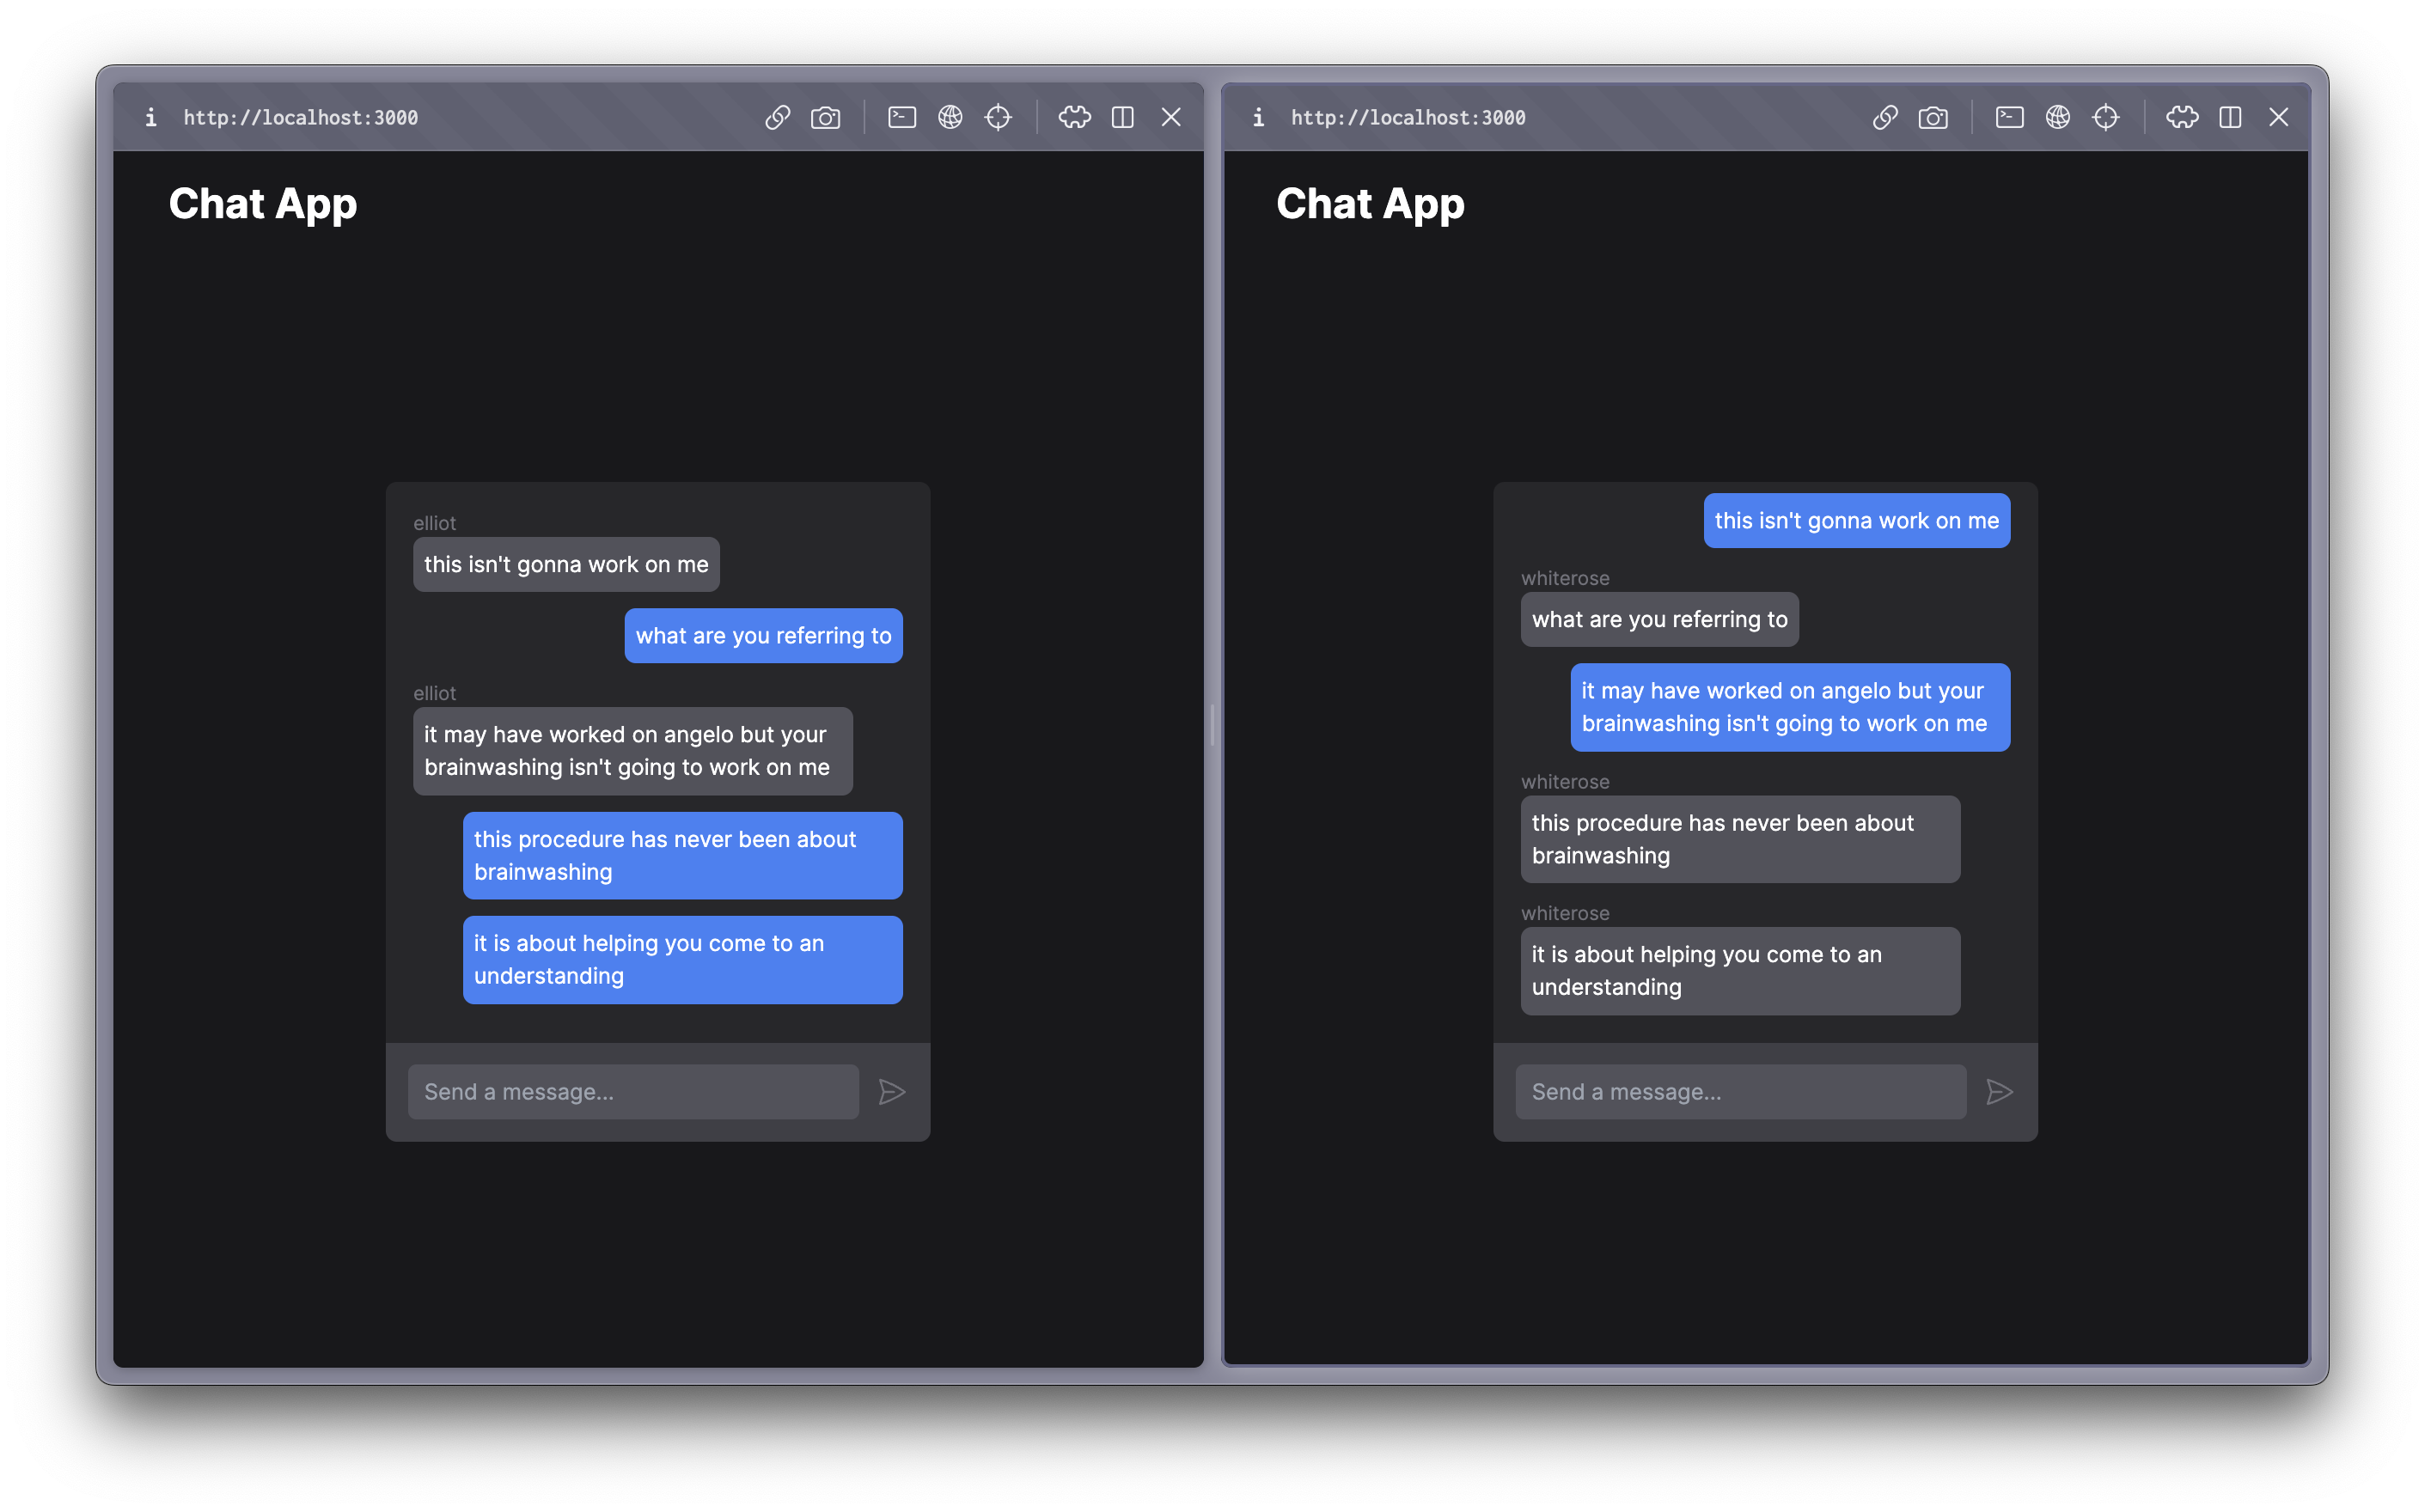 http://localhost:3000
Chat App
elliot
this isn't gonna work on me
what are you referring to
elliot
it may have worked on angelo but your
brainwashing isn't going to work on me
this procedure has never been about
brainwashing
it is about helping you come to an
understanding
Send a message...
http://localhost:3000
Chat App
this isn't gonna work on me
whiterose
what are you referring to
it may have worked on angelo but your
brainwashing isn't going to work on me
whiterose
this procedure has never been about
brainwashing
whiterose
it is about helping you come to an
understanding
Send a message...